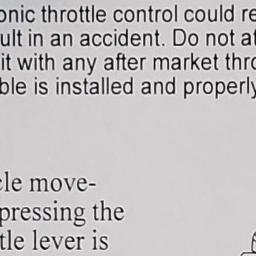 onic throttle control could re
ult in an accident. Do not at
it with any after market thro
ble is installed and properly
cle move-
pressing the
tle lever is